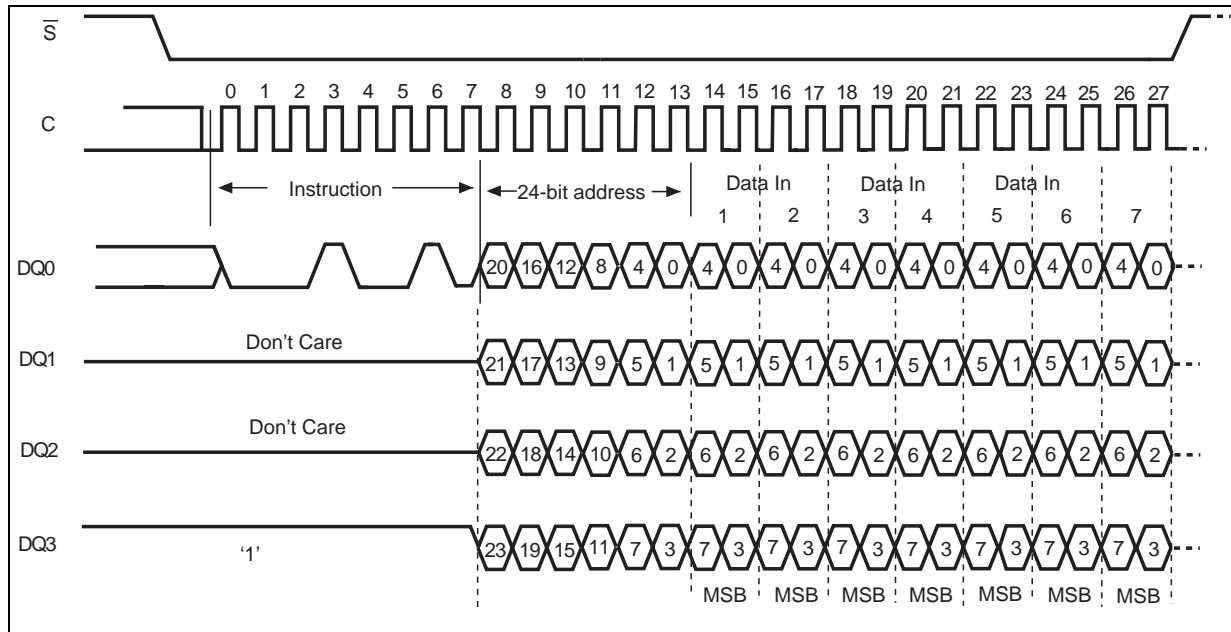 S
0 1 2 3 4 5 6 7 8 9 10 11 12 13 14 15 16 17 18 19 20 21 22 23 24 25 26 27
C
Instruction 24-bit address Data In Data In Data In
1 2 3 4 5 6 7
DQ0 20 16 12 8 4 0 4 0 4 0 4 0 4 0 4 0 4 0 4 0
Don't Care
DQ1 21 17 13 9 5 1 5 1 5 1 5 1 5 1 5 1 5 1 5 1
Don't Care
DQ2 22 18 14 10 6 2 6 2 6 2 6 2 6 2 6 2 6 2 6 2
DQ3 ‘1’ 23 19 15 11 7 3 7 3 7 3 7 3 7 3 7 3 7 3 7 3
MSB MSB MSB MSB MSB MSB MSB